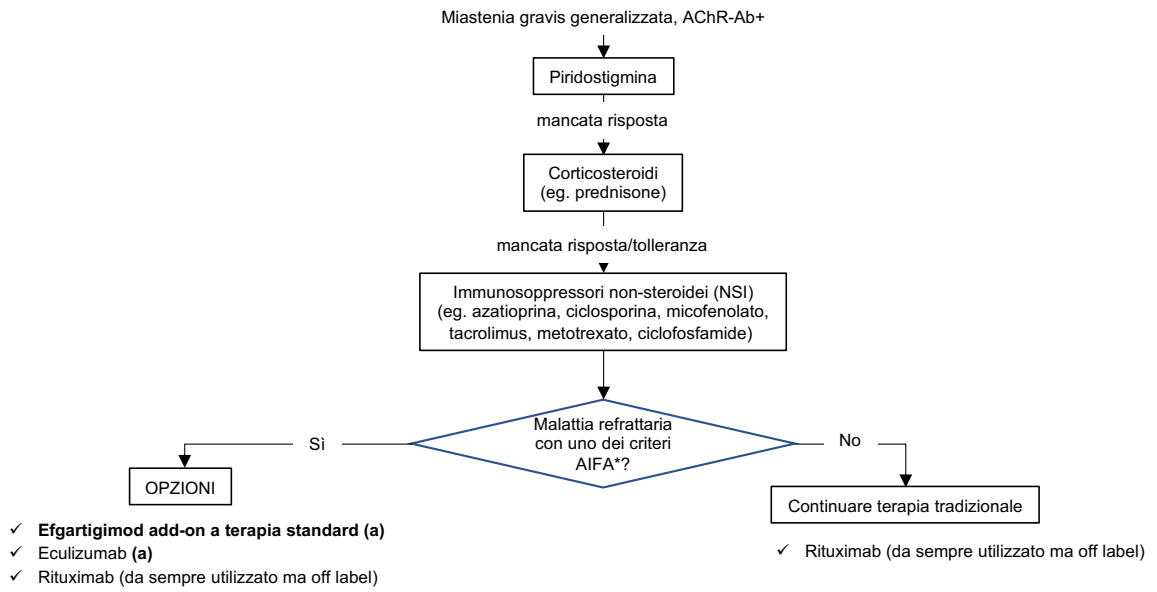 Miastenia gravis generalizzata, AChR-Ab+
Piridostigmina
mancata risposta
Corticosteroidi
(eg. prednisone)
mancata risposta/tolleranza
Immunosoppressori non-steroidei (NSI)
(eg. azatioprina, ciclosporina, micofenolato,
tacrolimus, metotrexato, ciclofosfamide)
Malattia refrattaria
con uno dei criteri
AIFA*?
Sì
No
OPZIONI
✓ Efgartigimod add-on a terapia standard (a)
✓ Eculizumab (a)
✓ Rituximab (da sempre utilizzato ma off label)
Continuare terapia tradizionale
✓ Rituximab (da sempre utilizzato ma off label)